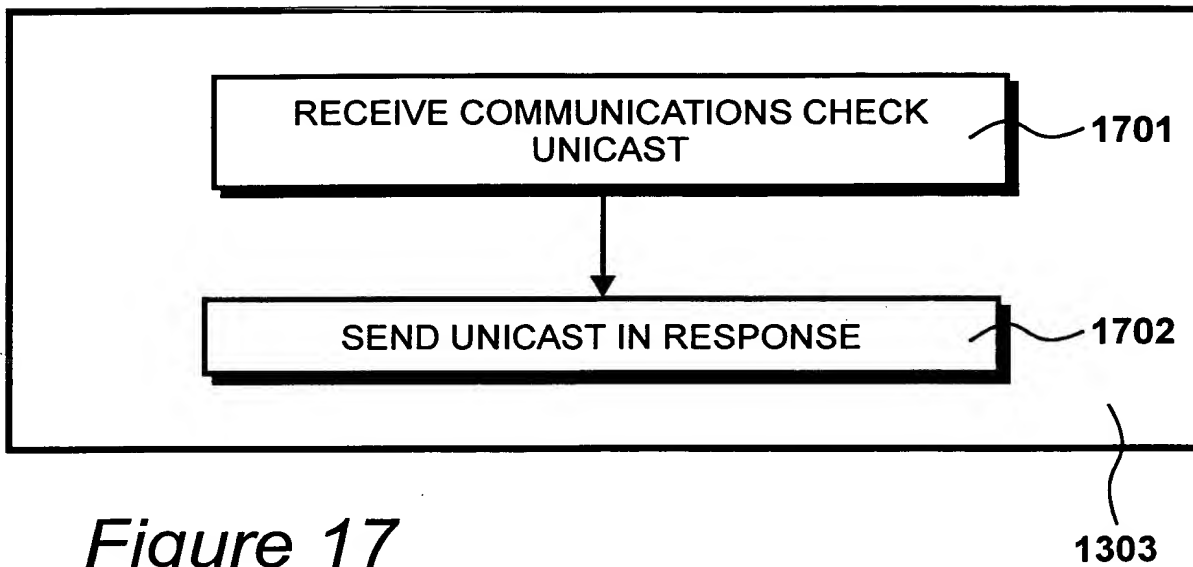 RECEIVE COMMUNICATIONS CHECK
UNICAST
1701
SEND UNICAST IN RESPONSE
1702
Figure 17
1303